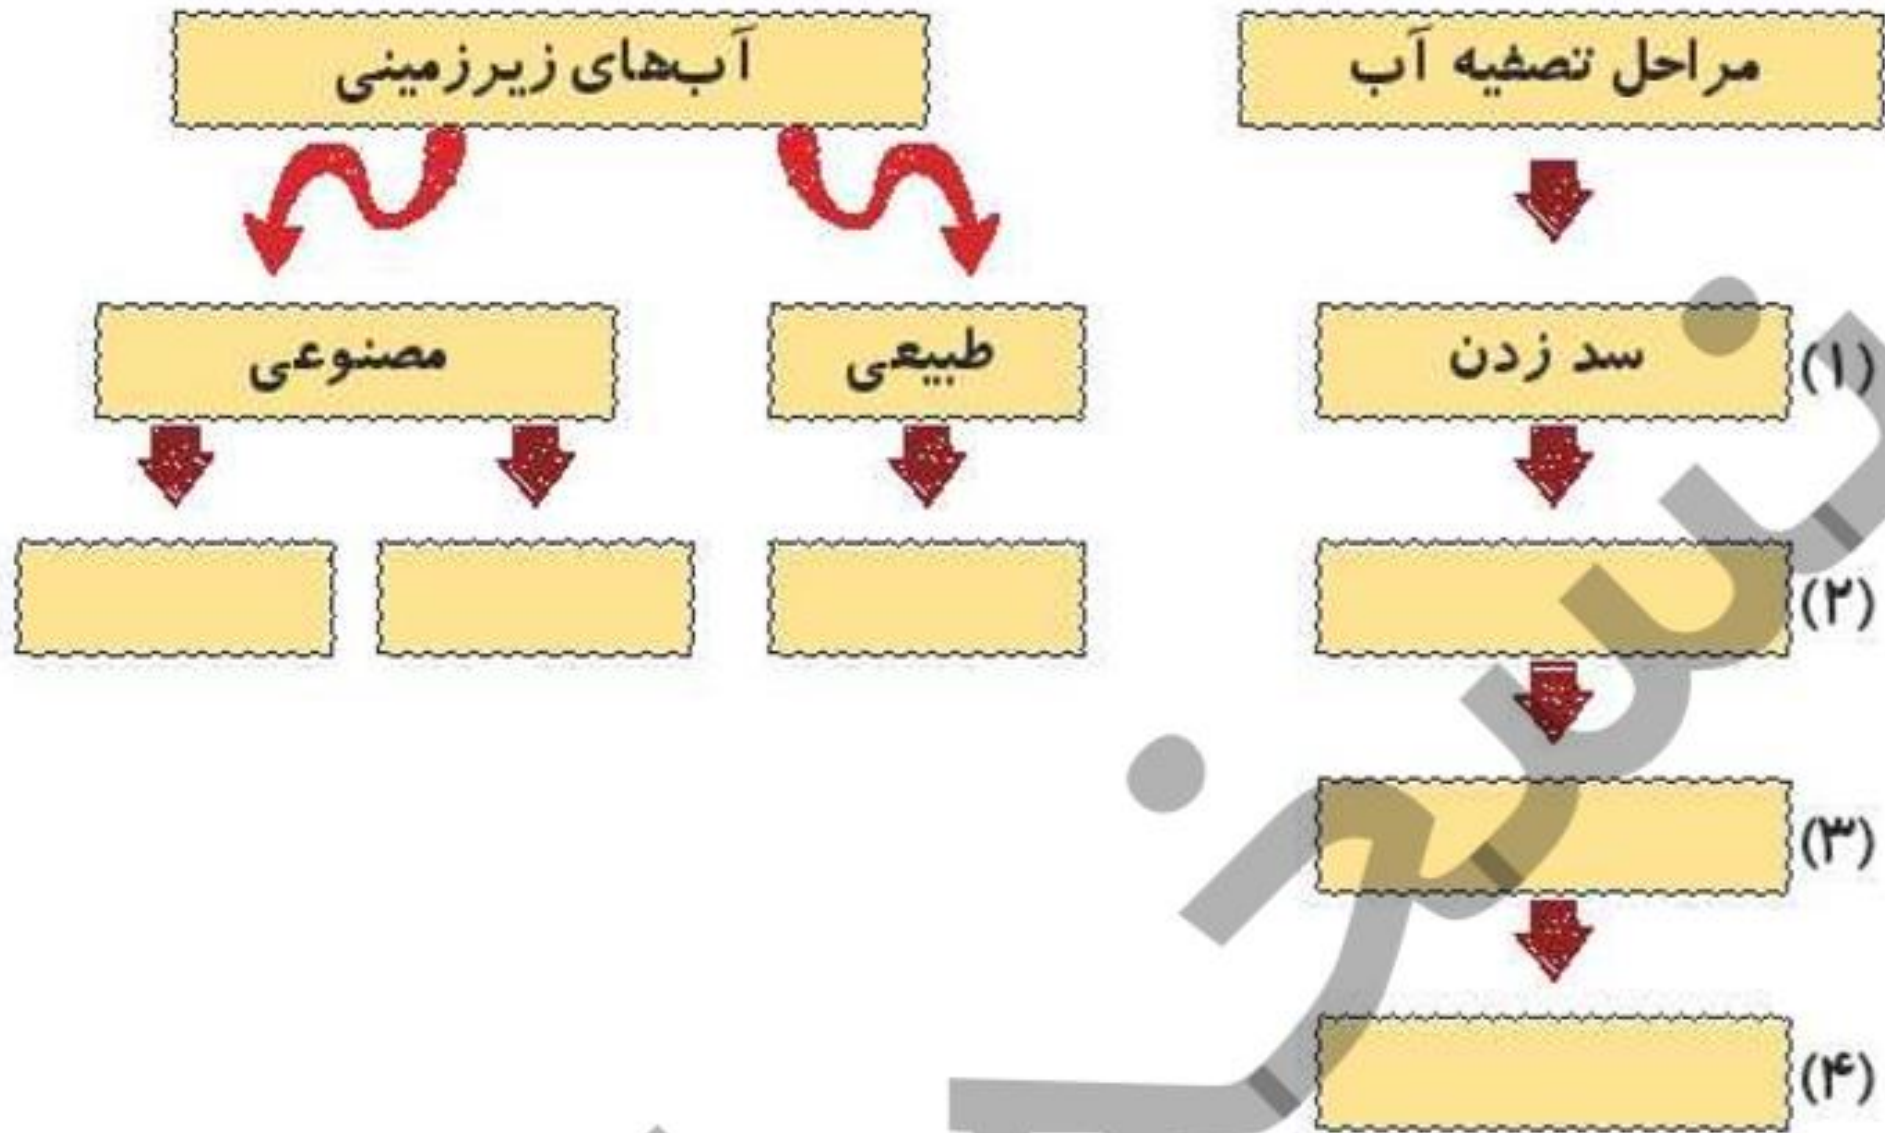 مراحل تصفیه آب
آب‌های زیرزمینی
(۱) سد زدن
طبیعی
مصنوعی
(۲)
(۳)
(۴)